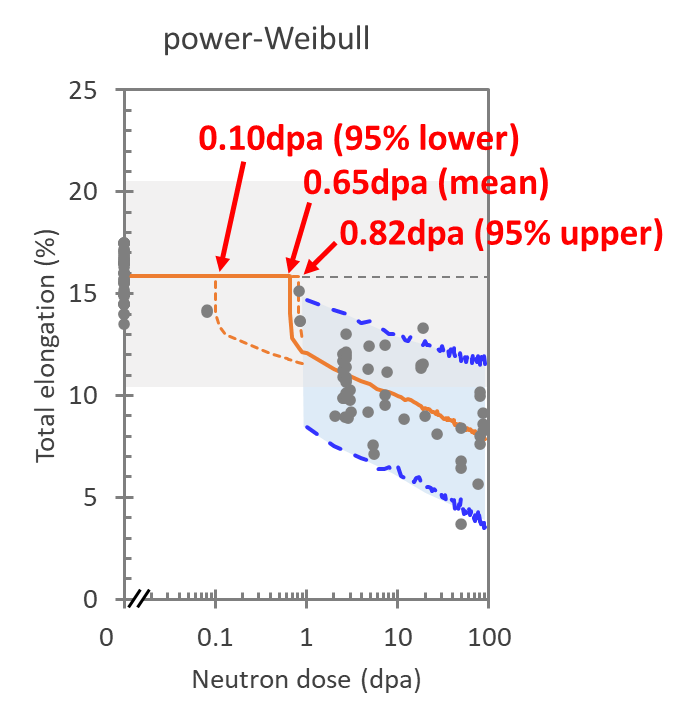 power-Weibull
25
0.10dpa (95% lower)
20
0.65dpa (mean)
0.82dpa (95% upper)
15
10
5
0
Total elongation (%)
0 0.1 1 10 100
Neutron dose (dpa)